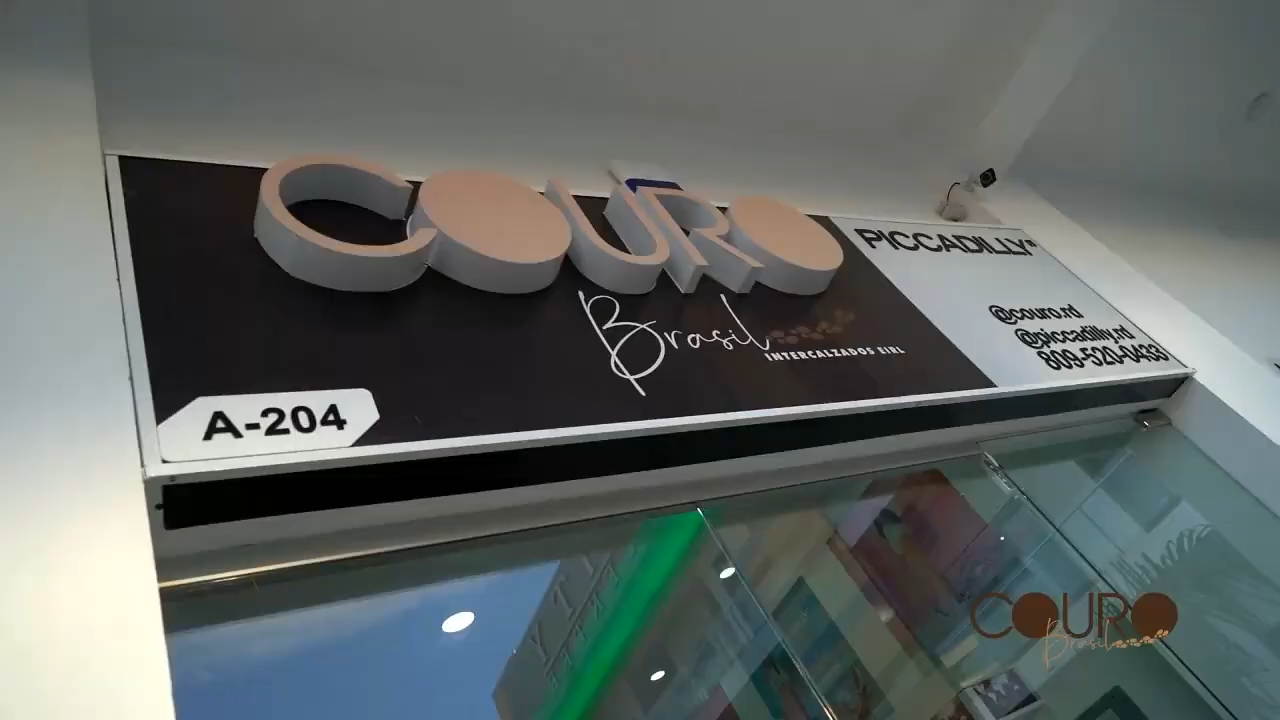 COURO
Brasil
INTERCALZADOS EIRL
A-204
PICCADILLY®
@couro.rd
@piccadilly.rd
809-520-0433
COURO
Brasil